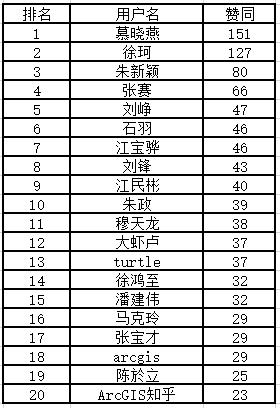 排名 用户名 赞同
1 慕晓燕 151
2 徐珂 127
3 朱新颖 80
4 张赛 66
5 刘峥 47
6 石羽 46
7 江宝骅 46
8 刘锋 43
9 江民彬 40
10 朱政 39
11 穆天龙 38
12 大虾卢 37
13 turtle 37
14 徐鸿至 32
15 潘建伟 32
16 马克玲 29
17 张宝才 29
18 arcgis 29
19 陈於立 25
20 ArcGIS知乎 23